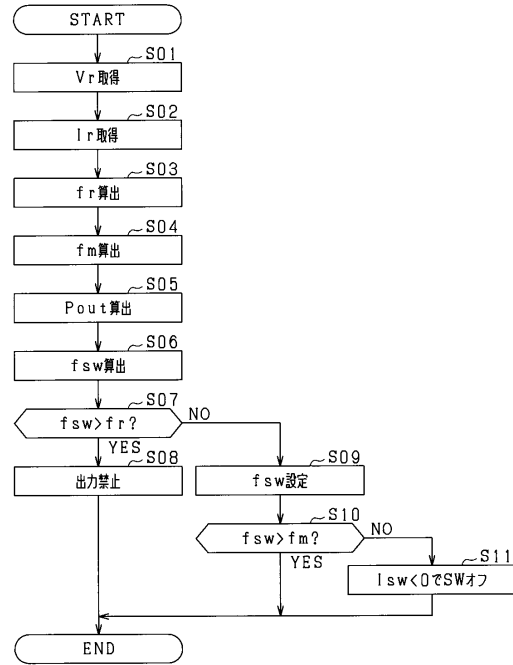 START
S01
Vr取得
S02
Ir取得
S03
fr算出
S04
fm算出
S05
Pout算出
S06
fsw算出
S07
fsw>fr?
NO
YES
S08
出力禁止
S09
fsw設定
S10
fsw>fm?
NO
YES
S11
Isw<0でSWオフ
END